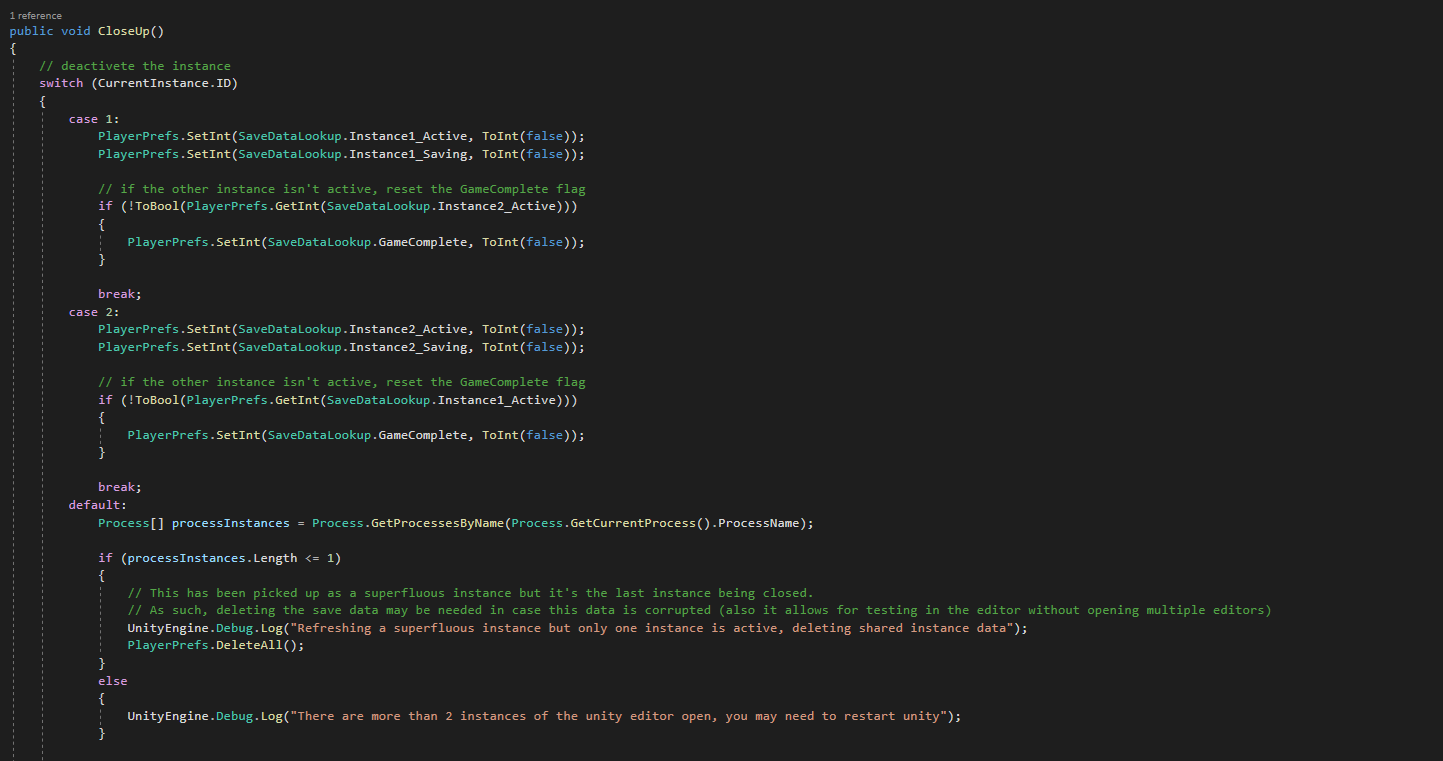 1 reference
public void CloseUp()
{
// deactivete the instance
switch (CurrentInstance.ID)
{
case 1:
PlayerPrefs.SetInt(SaveDataLookup.Instance1_Active, ToInt(false));
PlayerPrefs.SetInt(SaveDataLookup.Instance1_Saving, ToInt(false));
// if the other instance isn't active, reset the GameComplete flag
if (!ToBool(PlayerPrefs.GetInt(SaveDataLookup.Instance2_Active)))
{
PlayerPrefs.SetInt(SaveDataLookup.GameComplete, ToInt(false));
}
break;
case 2:
PlayerPrefs.SetInt(SaveDataLookup.Instance2_Active, ToInt(false));
PlayerPrefs.SetInt(SaveDataLookup.Instance2_Saving, ToInt(false));
// if the other instance isn't active, reset the GameComplete flag
if (!ToBool(PlayerPrefs.GetInt(SaveDataLookup.Instance1_Active)))
{
PlayerPrefs.SetInt(SaveDataLookup.GameComplete, ToInt(false));
}
break;
default:
Process[] processInstances = Process.GetProcessesByName(Process.GetCurrentProcess().ProcessName);
if (processInstances.Length <= 1)
{
// This has been picked up as a superfluous instance but it's the last instance being closed.
// As such, deleting the save data may be needed in case this data is corrupted (also it allows for testing in the editor without opening multiple editors)
UnityEngine.Debug.Log("Refreshing a superfluous instance but only one instance is active, deleting shared instance data");
PlayerPrefs.DeleteAll();
}
else
{
UnityEngine.Debug.Log("There are more than 2 instances of the unity editor open, you may need to restart unity");
}